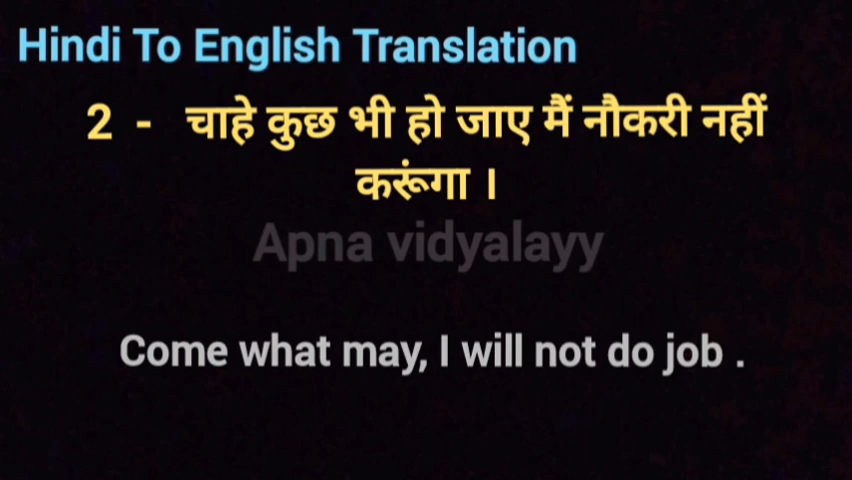 Hindi To English Translation
2 - चाहे कुछ भी हो जाए मैं नौकरी नहीं
करूंगा ।
Apna vidyalayy
Come what may, I will not do job .